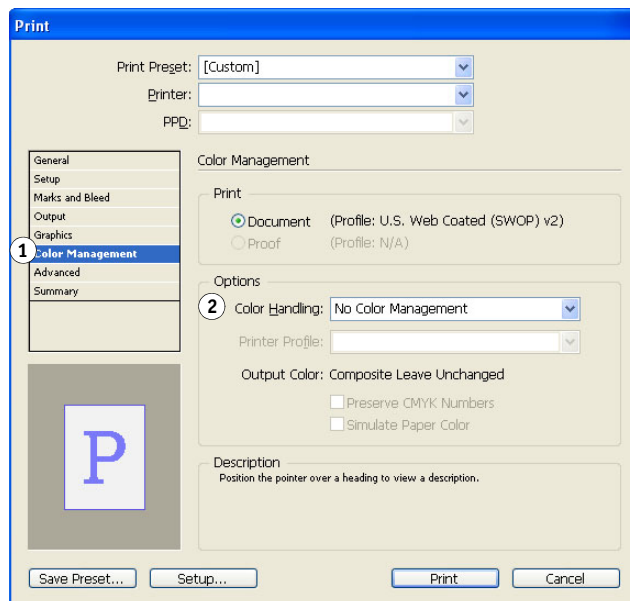 Print
Print Preset: [Custom]
Printer:
PPD:
General
Setup
Marks and Bleed
Output
Graphics
1 Color Management
Advanced
Summary
Color Management
Print
Document (Profile: U.S. Web Coated (SWOP) v2)
Proof (Profile: N/A)
Options
2 Color Handling: No Color Management
Printer Profile:
Output Color: Composite Leave Unchanged
Preserve CMYK Numbers
Simulate Paper Color
P
Description
Position the pointer over a heading to view a description.
Save Preset... Setup... Print Cancel